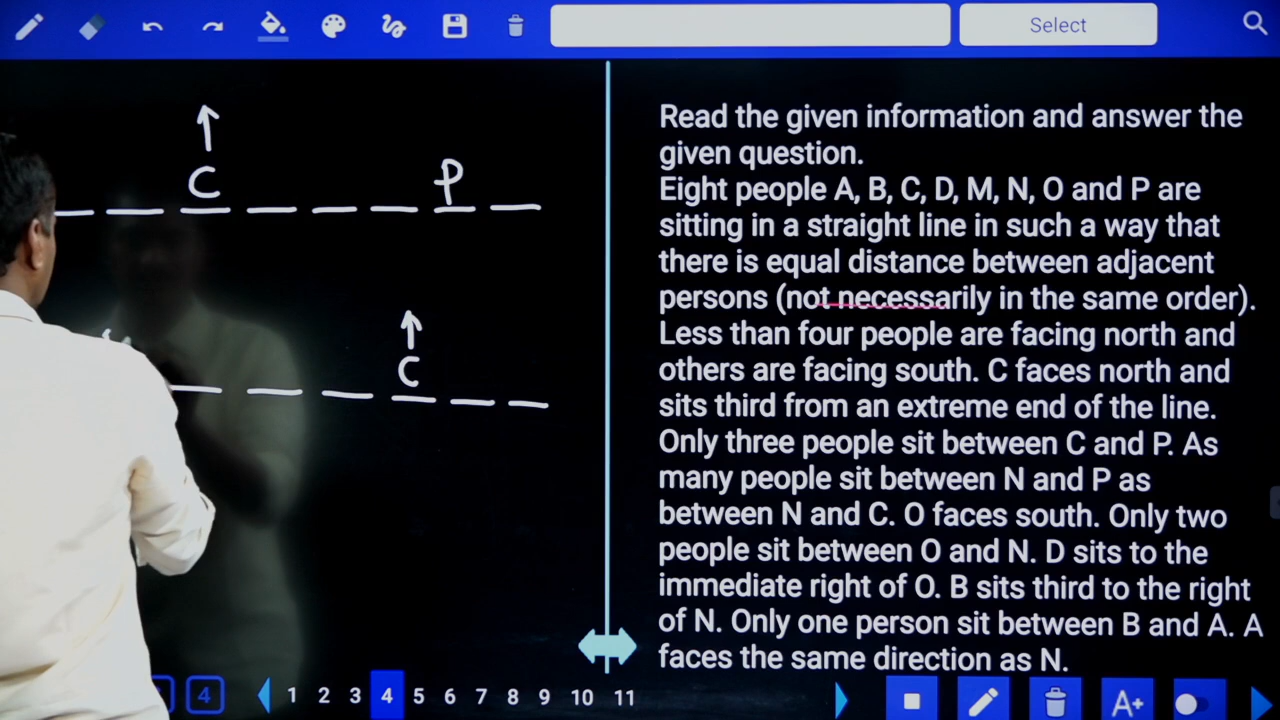 Select
C
P
C
Read the given information and answer the
given question.
Eight people A, B, C, D, M, N, O and P are
sitting in a straight line in such a way that
there is equal distance between adjacent
persons (not necessarily in the same order).
Less than four people are facing north and
others are facing south. C faces north and
sits third from an extreme end of the line.
Only three people sit between C and P. As
many people sit between N and P as
between N and C. O faces south. Only two
people sit between O and N. D sits to the
immediate right of O. B sits third to the right
of N. Only one person sit between B and A. A
faces the same direction as N.
4 1 2 3 4 5 6 7 8 9 10 11 A+